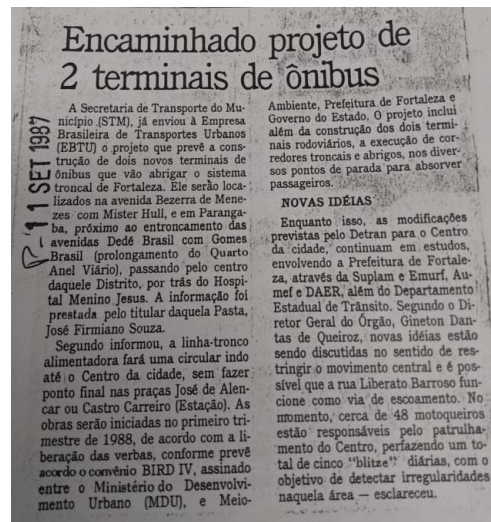 Encaminhado projeto de
2 terminais de ônibus
11 SET 1987
A Secretaria de Transporte do Mu-
nicípio (STM), já enviou à Empresa
Brasileira de Transportes Urbanos
(EBTU) o projeto que prevê a cons-
trução de dois novos terminais de
ônibus que vão abrigar o sistema
troncal de Fortaleza. Ele serão loca-
lizados na avenida Bezerra de Mene-
zes com Mister Hull, e em Paranga-
ba, próximo ao entroncamento das
avenidas Dedé Brasil com Gomes
Brasil (prolongamento do Quarto
Anel Viário), passando pelo centro
daquele Distrito, por trás do Hospi-
tal Menino Jesus. A informação foi
prestada pelo titular daquela Pasta,
José Firmiano Souza.
Segundo informou, a linha-tronco
alimentadora fará uma circular indo
até o Centro da cidade, sem fazer
ponto final nas praças José de Alen-
car ou Castro Carreiro (Estação). As
obras serão iniciadas no primeiro tri-
mestre de 1988, de acordo com a li-
beração das verbas, conforme prevê
acordo o convênio BIRD IV, assinado
entre o Ministério do Desenvolvi-
mento Urbano (MDU), e Meio-
Ambiente, Prefeitura de Fortaleza e
Governo do Estado. O projeto inclui
além da construção dos dois termi-
nais rodoviários, a execução de cor-
redores troncais e abrigos, nos diver-
sos pontos de parada para absorver
passageiros.
NOVAS IDÉIAS
Enquanto isso, as modificações
previstas pelo Detran para o Centro
da cidade, continuam em estudos,
envolvendo a Prefeitura de Fortale-
za, através da Suplam e Emurf, Au-
mef e DAER, além do Departamento
Estadual de Trânsito. Segundo o Di-
retor Geral do Órgão, Gineton Dan-
tas de Queiroz, novas idéias estão
sendo discutidas no sentido de res-
tringir o movimento central e é pos-
sível que a rua Liberato Barroso fun-
cione como via de escoamento. No
momento, cerca de 48 motoqueiros
estão responsáveis pelo patrulha-
mento do Centro, perfazendo um to-
tal de cinco "blitze" diárias, com o
objetivo de detectar irregularidades
naquela área — esclareceu.